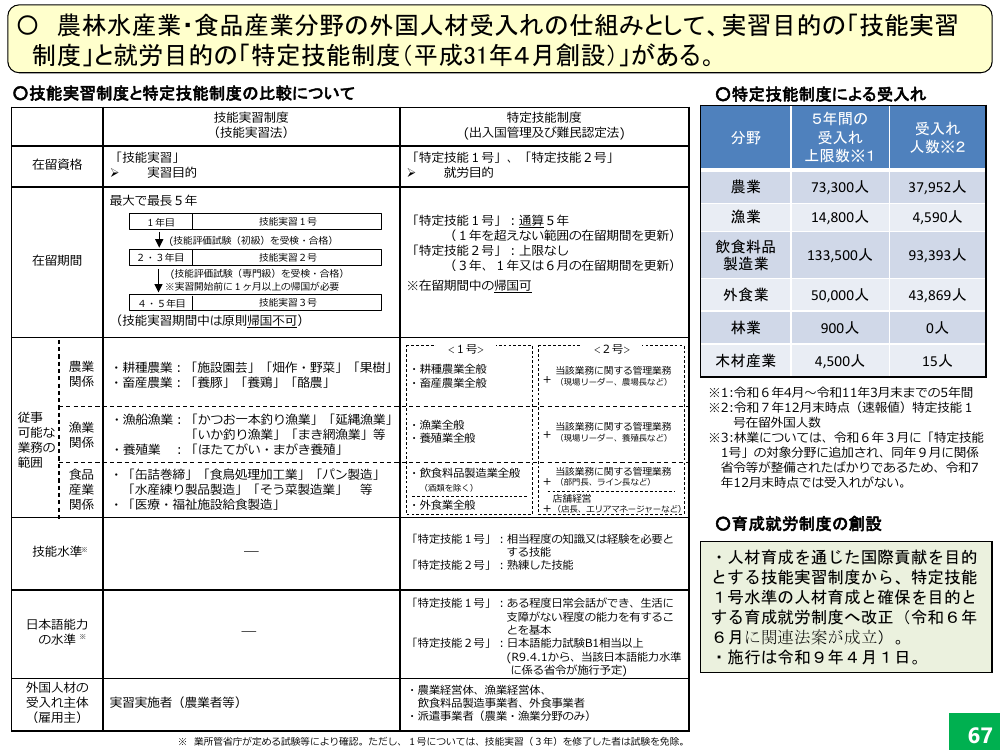 〇　農林水産業・食品産業分野の外国人材受入れの仕組みとして、実習目的の「技能実習
制度」と就労目的の「特定技能制度（平成31年４月創設）」がある。
〇技能実習制度と特定技能制度の比較について
技能実習制度
（技能実習法）
特定技能制度
(出入国管理及び難民認定法)
在留資格
「技能実習」
➢　実習目的
「特定技能１号」、「特定技能２号」
➢　就労目的
在留期間
最大で最長５年
１年目　技能実習１号
(技能評価試験（初級）を受検・合格)
２・３年目　技能実習２号
(技能評価試験（専門級）を受検・合格)
※実習開始前に１ヶ月以上の帰国が必要
４・５年目　技能実習３号
（技能実習期間中は原則帰国不可）
「特定技能１号」：通算５年
（１年を超えない範囲の在留期間を更新）
「特定技能２号」：上限なし
（３年、１年又は６月の在留期間を更新）
※在留期間中の帰国可
従事
可能な
業務の
範囲
農業
関係
・耕種農業：「施設園芸」「畑作・野菜」「果樹」
・畜産農業：「養豚」「養鶏」「酪農」
<１号>
・耕種農業全般
・畜産農業全般
<２号>
＋　当該業務に関する管理業務
（現場リーダー、農場長など）
漁業
関係
・漁船漁業：「かつお一本釣り漁業」「延縄漁業」
「いか釣り漁業」「まき網漁業」等
・養殖業　：「ほたてがい・まがき養殖」
・漁業全般
・養殖業全般
＋　当該業務に関する管理業務
（現場リーダー、養殖長など）
食品
産業
関係
・「缶詰巻締」「食鳥処理加工業」「パン製造」
「水産練り製品製造」「そう菜製造業」　等
・「医療・福祉施設給食製造」
・飲食料品製造業全般
（酒類を除く）
・外食業全般
当該業務に関する管理業務
＋　（部門長、ライン長など）
店舗経営
＋　（店長、エリアマネージャーなど）
技能水準※
―
「特定技能１号」：相当程度の知識又は経験を必要と
する技能
「特定技能２号」：熟練した技能
日本語能力
の水準 ※
―
「特定技能１号」：ある程度日常会話ができ、生活に
支障がない程度の能力を有するこ
とを基本
「特定技能２号」：日本語能力試験B1相当以上
(R9.4.1から、当該日本語能力水準
に係る省令が施行予定)
外国人材の
受入れ主体
（雇用主）
実習実施者（農業者等）
・農業経営体、漁業経営体、
飲食料品製造事業者、外食事業者
・派遣事業者（農業・漁業分野のみ）
※　業所管省庁が定める試験等により確認。ただし、１号については、技能実習（３年）を修了した者は試験を免除。
〇特定技能制度による受入れ
分野
５年間の
受入れ
上限数※１
受入れ
人数※２
農業　73,300人　37,952人
漁業　14,800人　4,590人
飲食料品
製造業　133,500人　93,393人
外食業　50,000人　43,869人
林業　900人　0人
木材産業　4,500人　15人
※1:令和６年4月～令和11年3月末までの5年間
※2:令和７年12月末時点（速報値）特定技能１
号在留外国人数
※3:林業については、令和６年３月に「特定技能
1号」の対象分野に追加され、同年９月に関係
省令等が整備されたばかりであるため、令和7
年12月末時点では受入れがない。
〇育成就労制度の創設
・人材育成を通じた国際貢献を目的
とする技能実習制度から、特定技能
１号水準の人材育成と確保を目的と
する育成就労制度へ改正（令和６年
６月に関連法案が成立）。
・施行は令和９年４月１日。
67